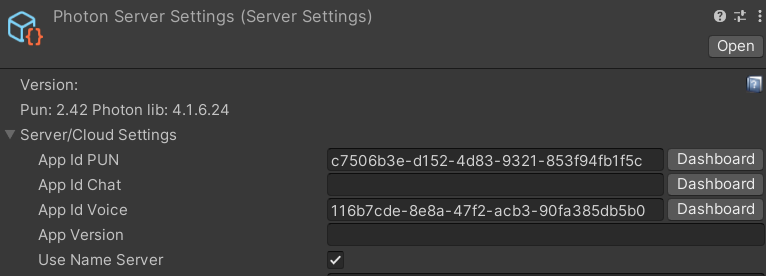 Photon Server Settings (Server Settings)
Open
Version:
Pun: 2.42 Photon lib: 4.1.6.24
Server/Cloud Settings
App Id PUN c7506b3e-d152-4d83-9321-853f94fb1f5c Dashboard
App Id Chat Dashboard
App Id Voice 116b7cde-8e8a-47f2-acb3-90fa385db5b0 Dashboard
App Version
Use Name Server